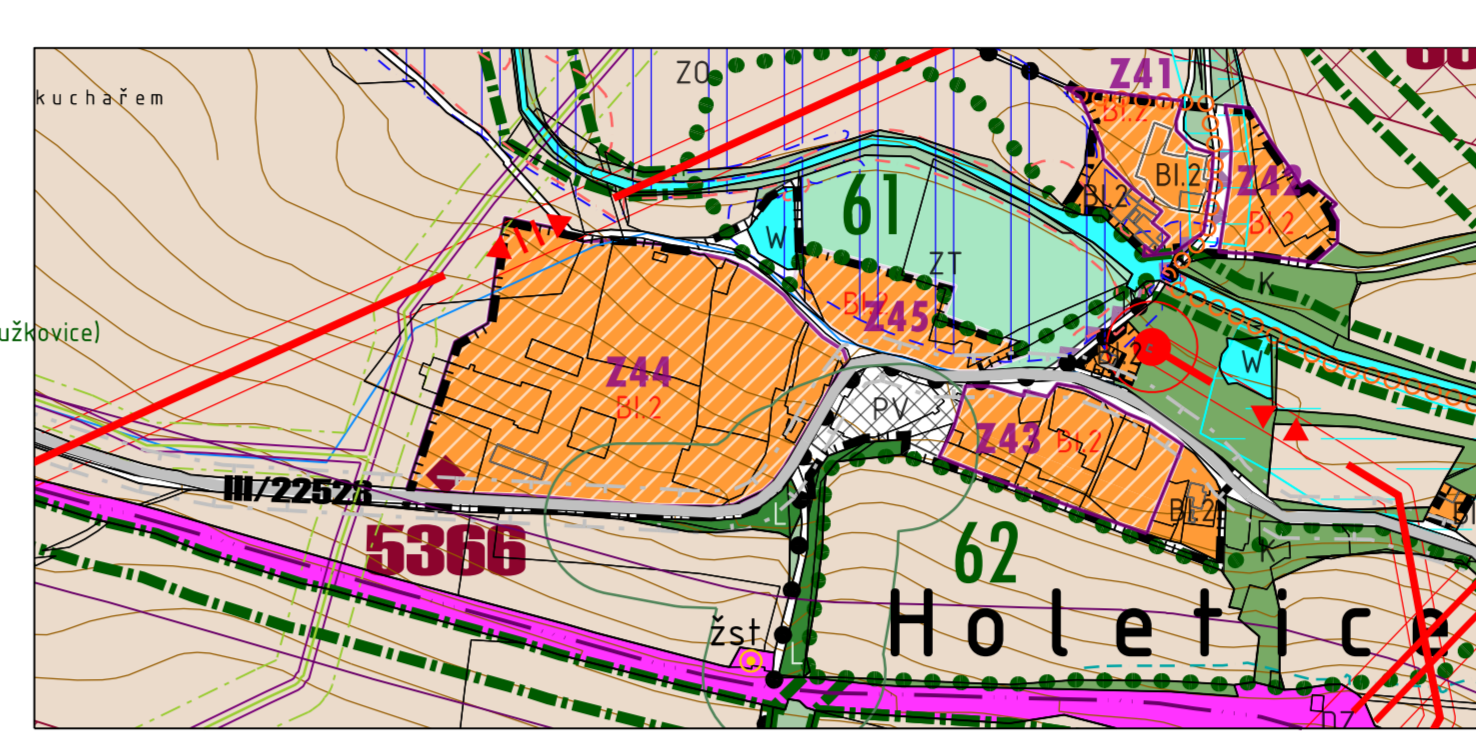 Z41
ZO
kuchařem
BI.2
BI.2
BI.2
Z42
BI.2
61
W
ZT
K
BI.2
Z45
užkovice)
W
Z44
BI.2
PV
Z43
BI.2
III/22523
BI.2
L
5366
62
K
Holetice
žst
L